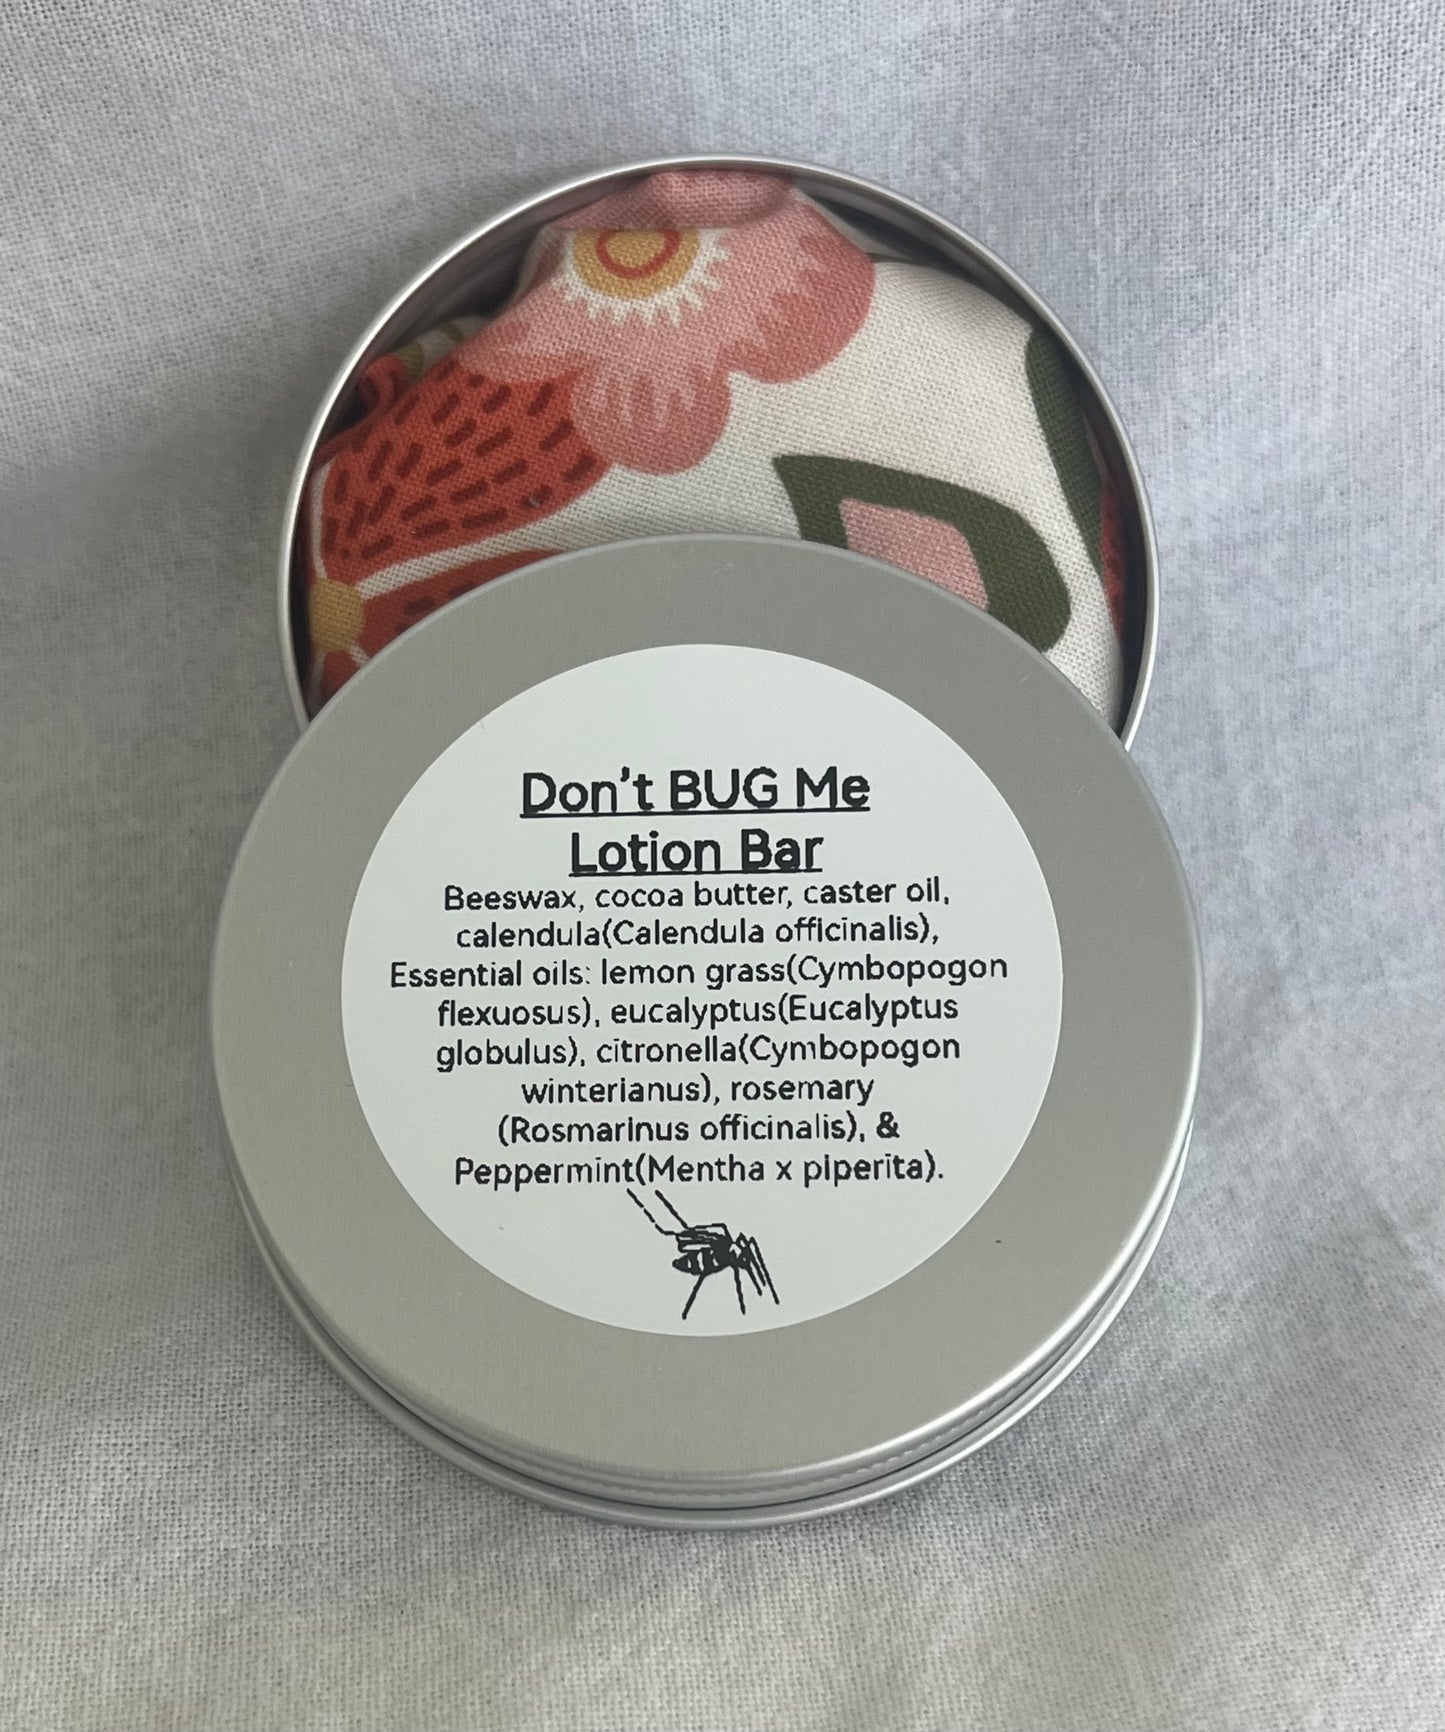 Don't BUG Me
Lotion Bar
Beeswax, cocoa butter, caster oil,
calendula(Calendula officinalis),
Essential oils: lemon grass(Cymbopogon
flexuosus), eucalyptus(Eucalyptus
globulus), citronella(Cymbopogon
winterianus), rosemary
(Rosmarinus officinalis), &
Peppermint(Mentha x piperita).